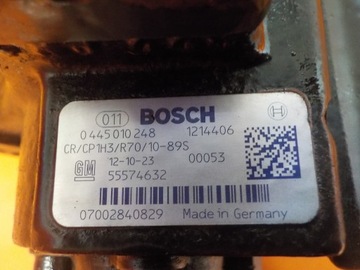 011 BOSCH
0 445 010 248 1214406
CR/CP1H3/R70/10-89S
GM 12-10-23 00053
55574632
07002840829 Made in Germany